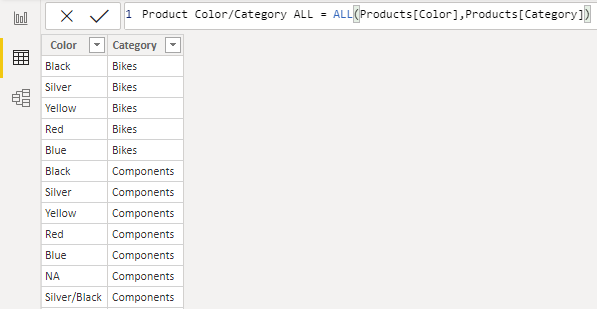 1 Product Color/Category ALL = ALL(Products[Color],Products[Category])
Color Category
Black Bikes
Silver Bikes
Yellow Bikes
Red Bikes
Blue Bikes
Black Components
Silver Components
Yellow Components
Red Components
Blue Components
NA Components
Silver/Black Components